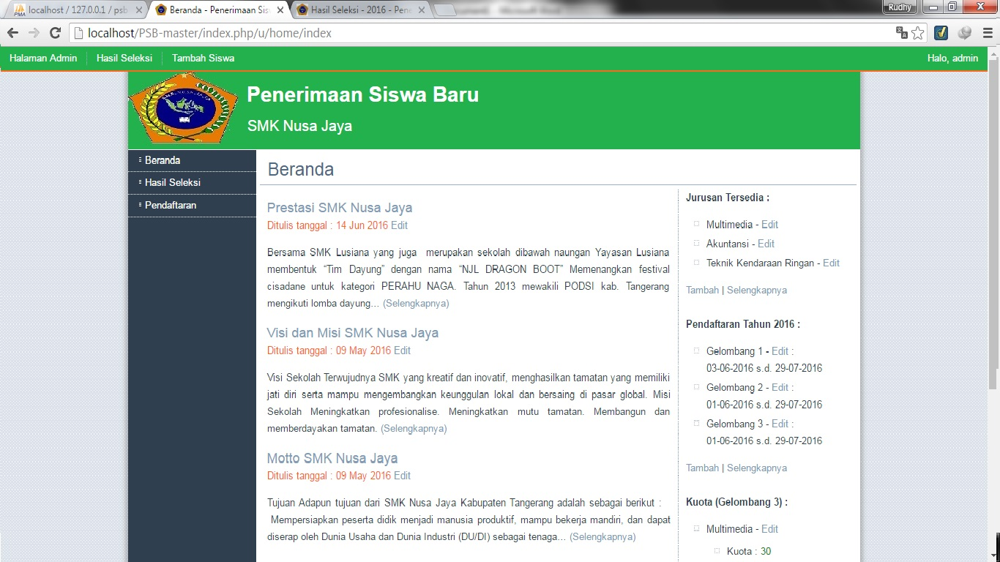 localhost / 127.0.0.1 / psb
Beranda - Penerimaan Sis
Hasil Seleksi - 2016 - Pene
Rudhy
localhost/PSB-master/index.php/u/home/index
Halaman Admin
Hasil Seleksi
Tambah Siswa
Halo, admin
SMK NUSA JAYA
Penerimaan Siswa Baru
SMK Nusa Jaya
Beranda
Hasil Seleksi
Pendaftaran
Beranda
Prestasi SMK Nusa Jaya
Ditulis tanggal : 14 Jun 2016 Edit
Bersama SMK Lusiana yang juga merupakan sekolah dibawah naungan Yayasan Lusiana
membentuk “Tim Dayung” dengan nama “NJL DRAGON BOOT” Memenangkan festival
cisadane untuk kategori PERAHU NAGA. Tahun 2013 mewakili PODSI kab. Tangerang
mengikuti lomba dayung... (Selengkapnya)
Visi dan Misi SMK Nusa Jaya
Ditulis tanggal : 09 May 2016 Edit
Visi Sekolah Terwujudnya SMK yang kreatif dan inovatif, menghasilkan tamatan yang memiliki
jati diri serta mampu mengembangkan keunggulan lokal dan bersaing di pasar global. Misi
Sekolah Meningkatkan profesionalise. Meningkatkan mutu tamatan. Membangun dan
memberdayakan tamatan. (Selengkapnya)
Motto SMK Nusa Jaya
Ditulis tanggal : 09 May 2016 Edit
Tujuan Adapun tujuan dari SMK Nusa Jaya Kabupaten Tangerang adalah sebagai berikut :
Mempersiapkan peserta didik menjadi manusia produktif, mampu bekerja mandiri, dan dapat
diserap oleh Dunia Usaha dan Dunia Industri (DU/DI) sebagai tenaga... (Selengkapnya)
Jurusan Tersedia :
Multimedia - Edit
Akuntansi - Edit
Teknik Kendaraan Ringan - Edit
Tambah | Selengkapnya
Pendaftaran Tahun 2016 :
Gelombang 1 - Edit :
03-06-2016 s.d. 29-07-2016
Gelombang 2 - Edit :
01-06-2016 s.d. 29-07-2016
Gelombang 3 - Edit :
01-06-2016 s.d. 29-07-2016
Tambah | Selengkapnya
Kuota (Gelombang 3) :
Multimedia - Edit
Kuota : 30